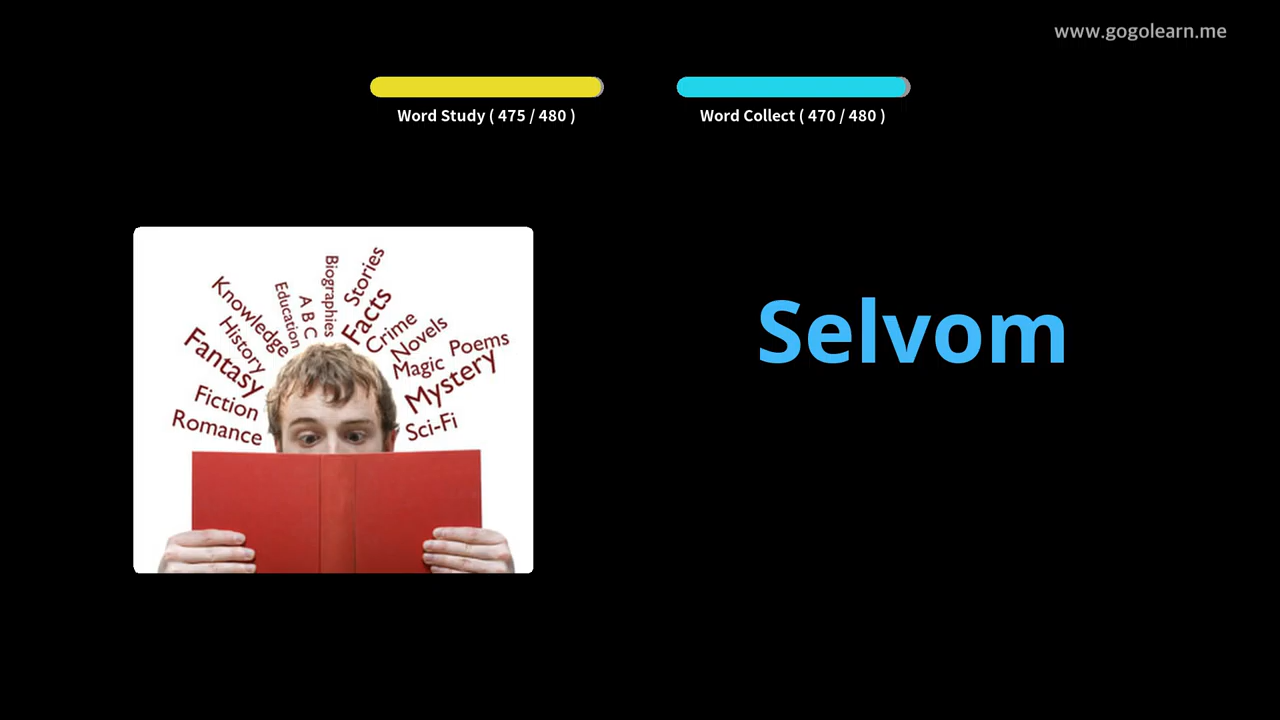 www.gogolearn.me
Word Study ( 475 / 480 )
Word Collect ( 470 / 480 )
Selvom
Biographies
Stories
Education
A B C
Facts
Knowledge
Crime
History
Novels
Fantasy
Magic
Poems
Mystery
Fiction
Romance
Sci-Fi